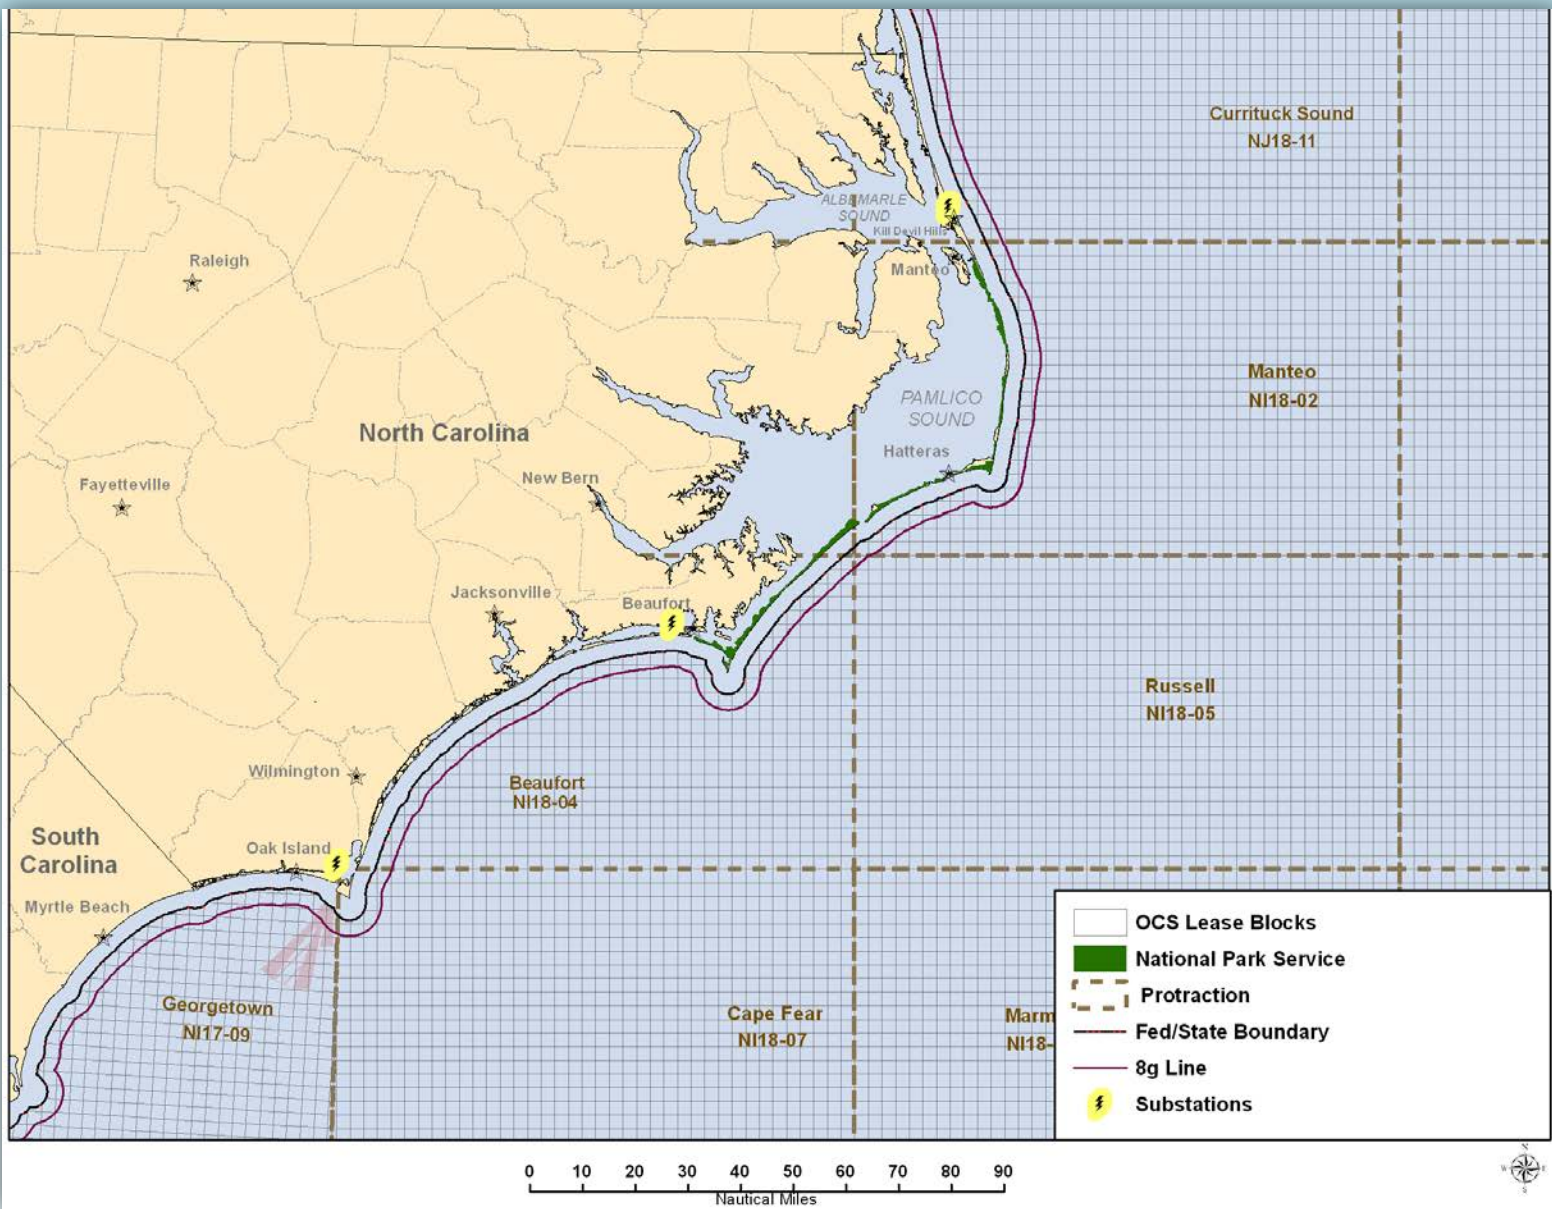 Currituck Sound
NJ18-11
ALBEMARLE
SOUND
Kill Devil Hills
Raleigh
Manteo
Manteo
NI18-02
PAMLICO
SOUND
North Carolina
Hatteras
New Bern
Fayetteville
Jacksonville
Beaufort
Russell
NI18-05
Wilmington
Beaufort
NI18-04
South
Carolina
Oak Island
Myrtle Beach
Georgetown
NI17-09
Cape Fear
NI18-07
Marm
NI18-
OCS Lease Blocks
National Park Service
Protraction
Fed/State Boundary
8g Line
Substations
0 10 20 30 40 50 60 70 80 90
Nautical Miles
N
W E
S